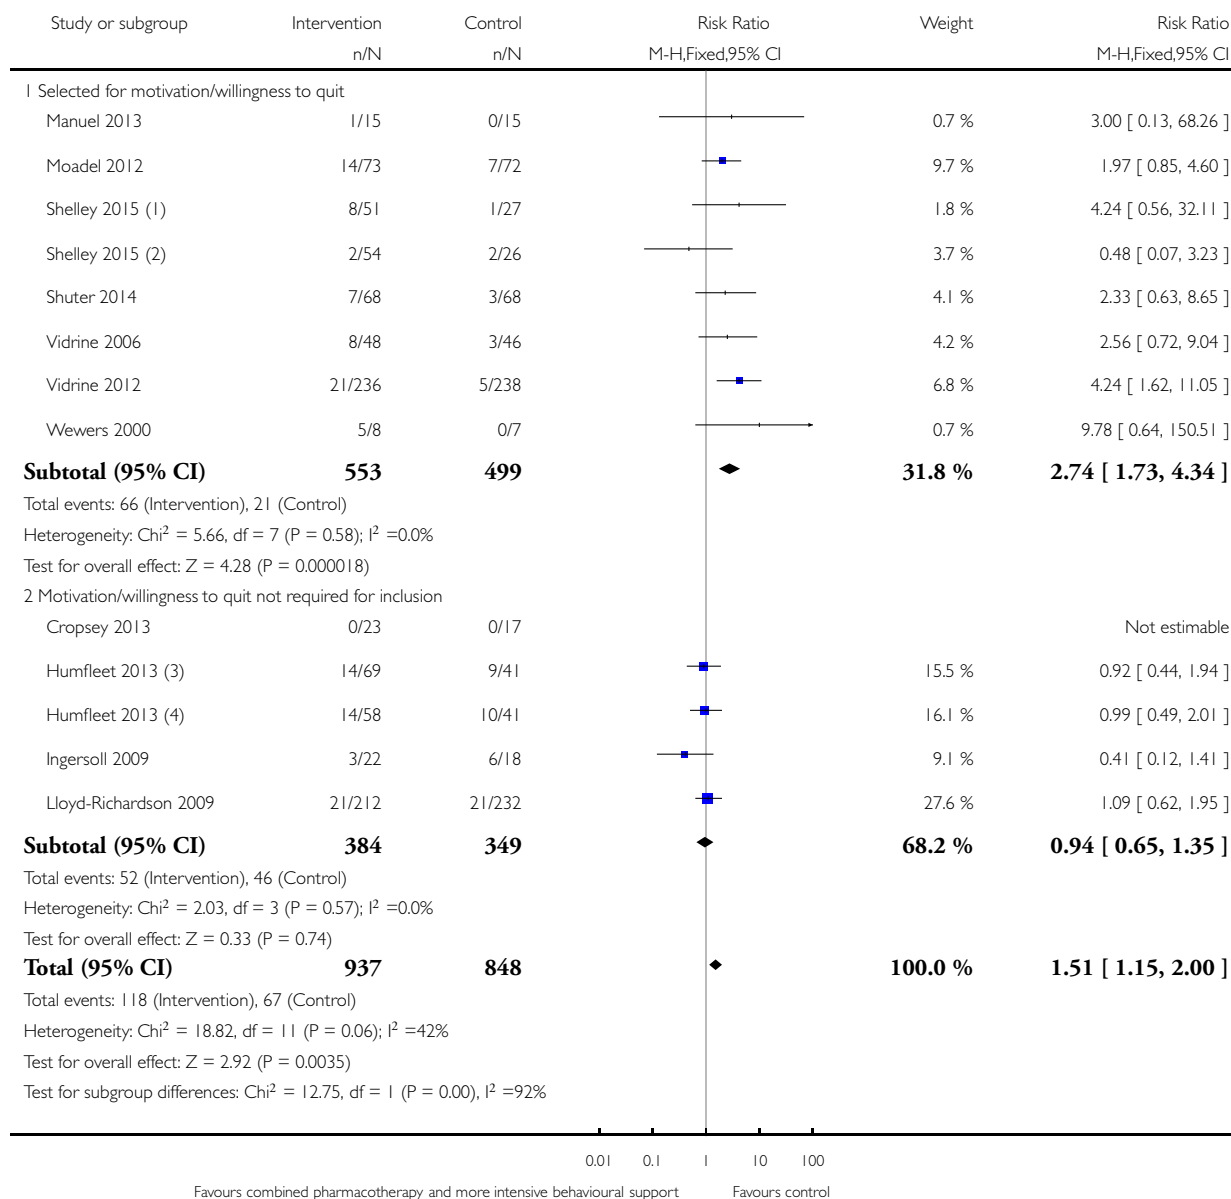 Study or subgroup Intervention Control Risk Ratio Weight Risk Ratio
n/N n/N M-H,Fixed,95% CI M-H,Fixed,95% CI
1 Selected for motivation/willingness to quit
Manuel 2013 1/15 0/15 0.7 % 3.00 [ 0.13, 68.26 ]
Moadel 2012 14/73 7/72 9.7 % 1.97 [ 0.85, 4.60 ]
Shelley 2015 (1) 8/51 1/27 1.8 % 4.24 [ 0.56, 32.11 ]
Shelley 2015 (2) 2/54 2/26 3.7 % 0.48 [ 0.07, 3.23 ]
Shuter 2014 7/68 3/68 4.1 % 2.33 [ 0.63, 8.65 ]
Vidrine 2006 8/48 3/46 4.2 % 2.56 [ 0.72, 9.04 ]
Vidrine 2012 21/236 5/238 6.8 % 4.24 [ 1.62, 11.05 ]
Wewers 2000 5/8 0/7 0.7 % 9.78 [ 0.64, 150.51 ]
Subtotal (95% CI) 553 499 31.8 % 2.74 [ 1.73, 4.34 ]
Total events: 66 (Intervention), 21 (Control)
Heterogeneity: Chi² = 5.66, df = 7 (P = 0.58); I² =0.0%
Test for overall effect: Z = 4.28 (P = 0.000018)
2 Motivation/willingness to quit not required for inclusion
Cropsey 2013 0/23 0/17 Not estimable
Humfleet 2013 (3) 14/69 9/41 15.5 % 0.92 [ 0.44, 1.94 ]
Humfleet 2013 (4) 14/58 10/41 16.1 % 0.99 [ 0.49, 2.01 ]
Ingersoll 2009 3/22 6/18 9.1 % 0.41 [ 0.12, 1.41 ]
Lloyd-Richardson 2009 21/212 21/232 27.6 % 1.09 [ 0.62, 1.95 ]
Subtotal (95% CI) 384 349 68.2 % 0.94 [ 0.65, 1.35 ]
Total events: 52 (Intervention), 46 (Control)
Heterogeneity: Chi² = 2.03, df = 3 (P = 0.57); I² =0.0%
Test for overall effect: Z = 0.33 (P = 0.74)
Total (95% CI) 937 848 100.0 % 1.51 [ 1.15, 2.00 ]
Total events: 118 (Intervention), 67 (Control)
Heterogeneity: Chi² = 18.82, df = 11 (P = 0.06); I² =42%
Test for overall effect: Z = 2.92 (P = 0.0035)
Test for subgroup differences: Chi² = 12.75, df = 1 (P = 0.00), I² =92%
0.01 0.1 1 10 100
Favours combined pharmacotherapy and more intensive behavioural support Favours control